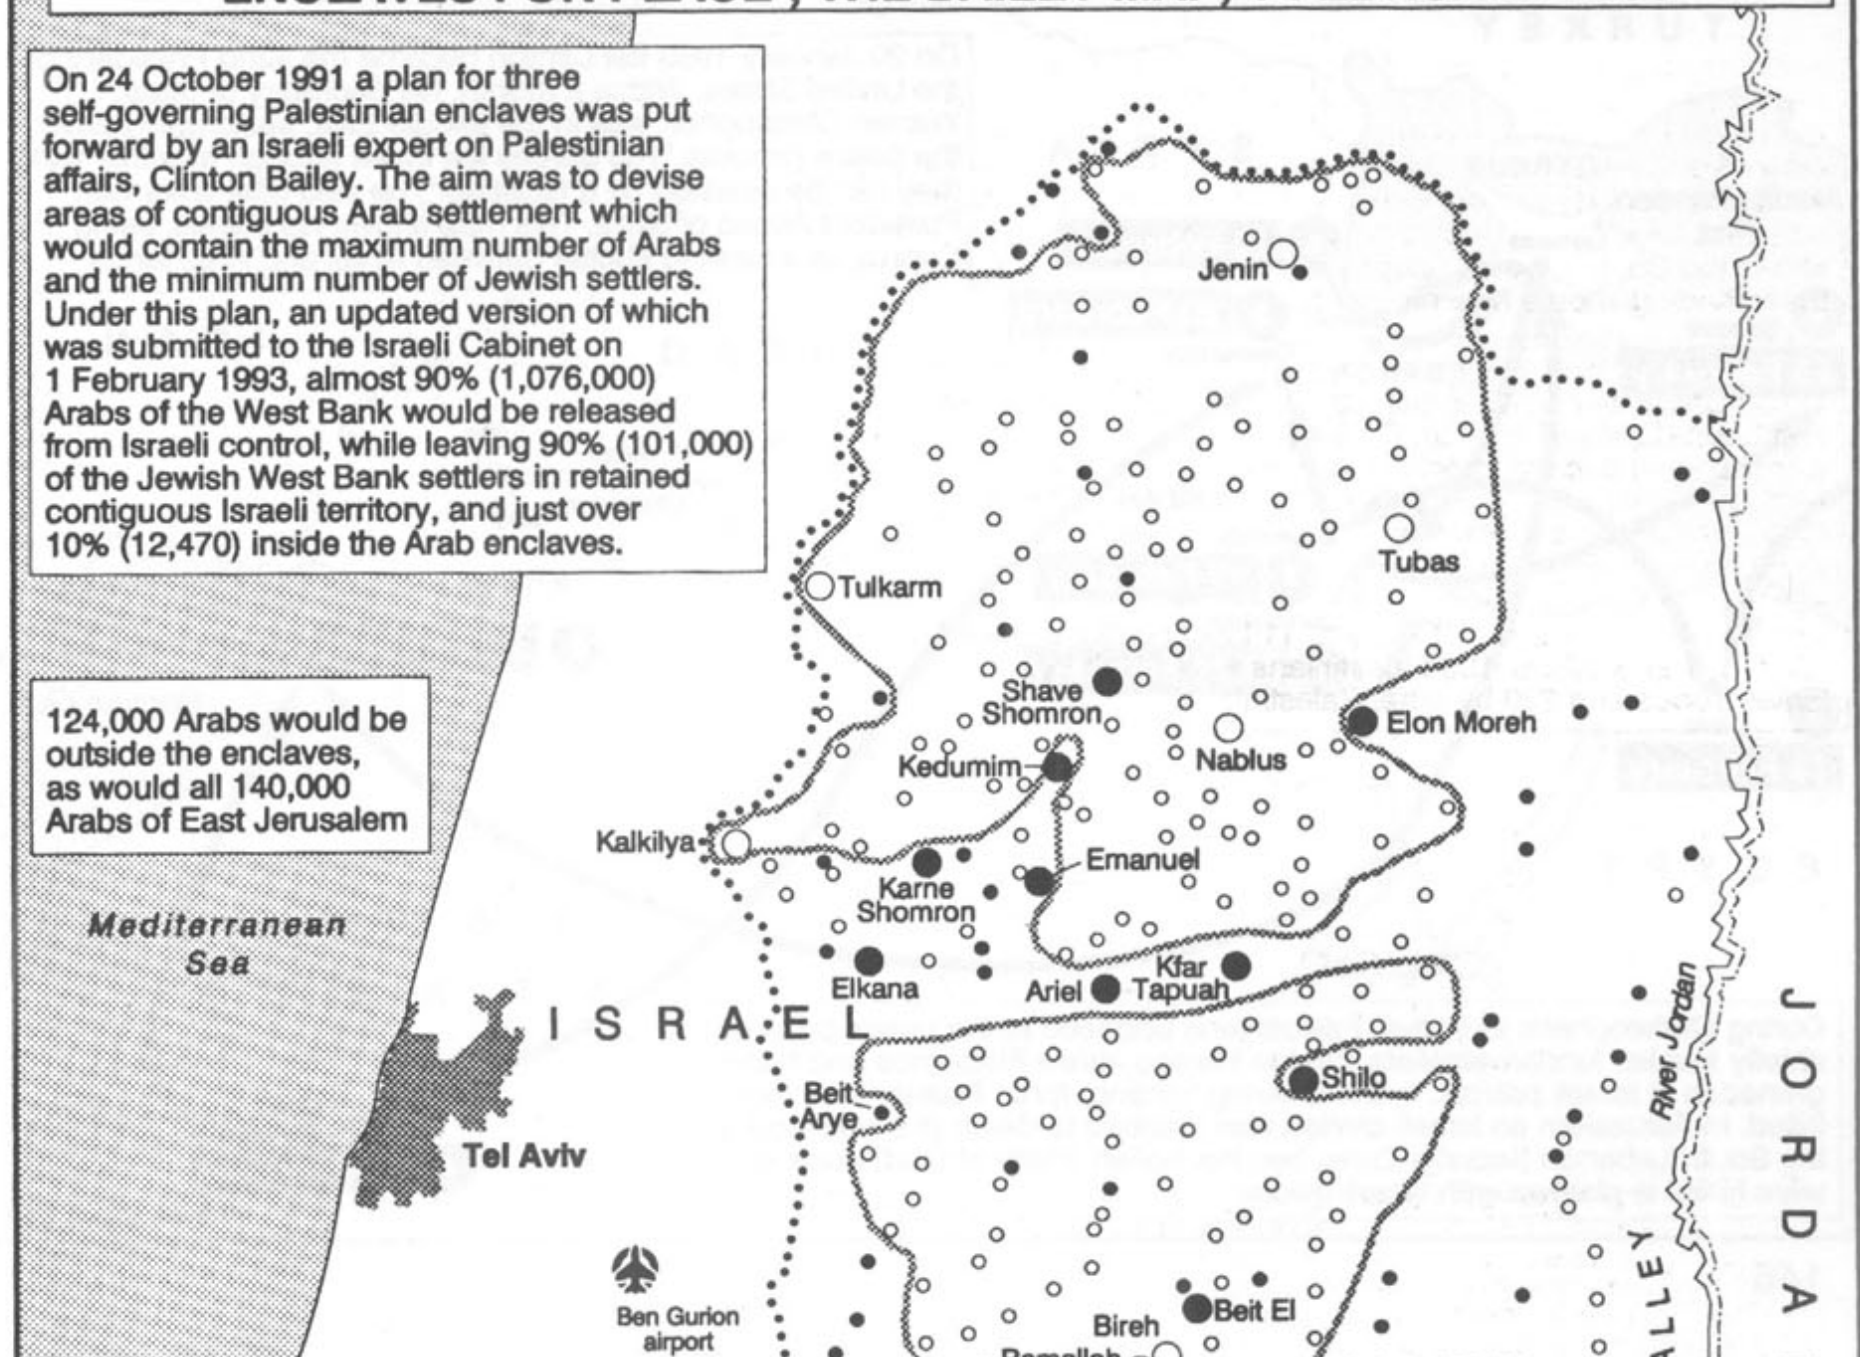 On 24 October 1991 a plan for three
self-governing Palestinian enclaves was put
forward by an Israeli expert on Palestinian
affairs, Clinton Bailey. The aim was to devise
areas of contiguous Arab settlement which
would contain the maximum number of Arabs
and the minimum number of Jewish settlers.
Under this plan, an updated version of which
was submitted to the Israeli Cabinet on
1 February 1993, almost 90% (1,076,000)
Arabs of the West Bank would be released
from Israeli control, while leaving 90% (101,000)
of the Jewish West Bank settlers in retained
contiguous Israeli territory, and just over
10% (12,470) inside the Arab enclaves.
124,000 Arabs would be
outside the enclaves,
as would all 140,000
Arabs of East Jerusalem
Jenin
Tubas
Tulkarm
Shave
Shomron
Elon Moreh
Nablus
Kedumim
Kalkilya
Emanuel
Karne
Shomron
Mediterranean
Sea
Elkana
Ariel
Kfar
Tapuah
ISRAEL
Shilo
Beit
Arye
Tel Aviv
River Jordan
JORDA
Ben Gurion
airport
Beit El
Bireh
Ramallah
ALLEY